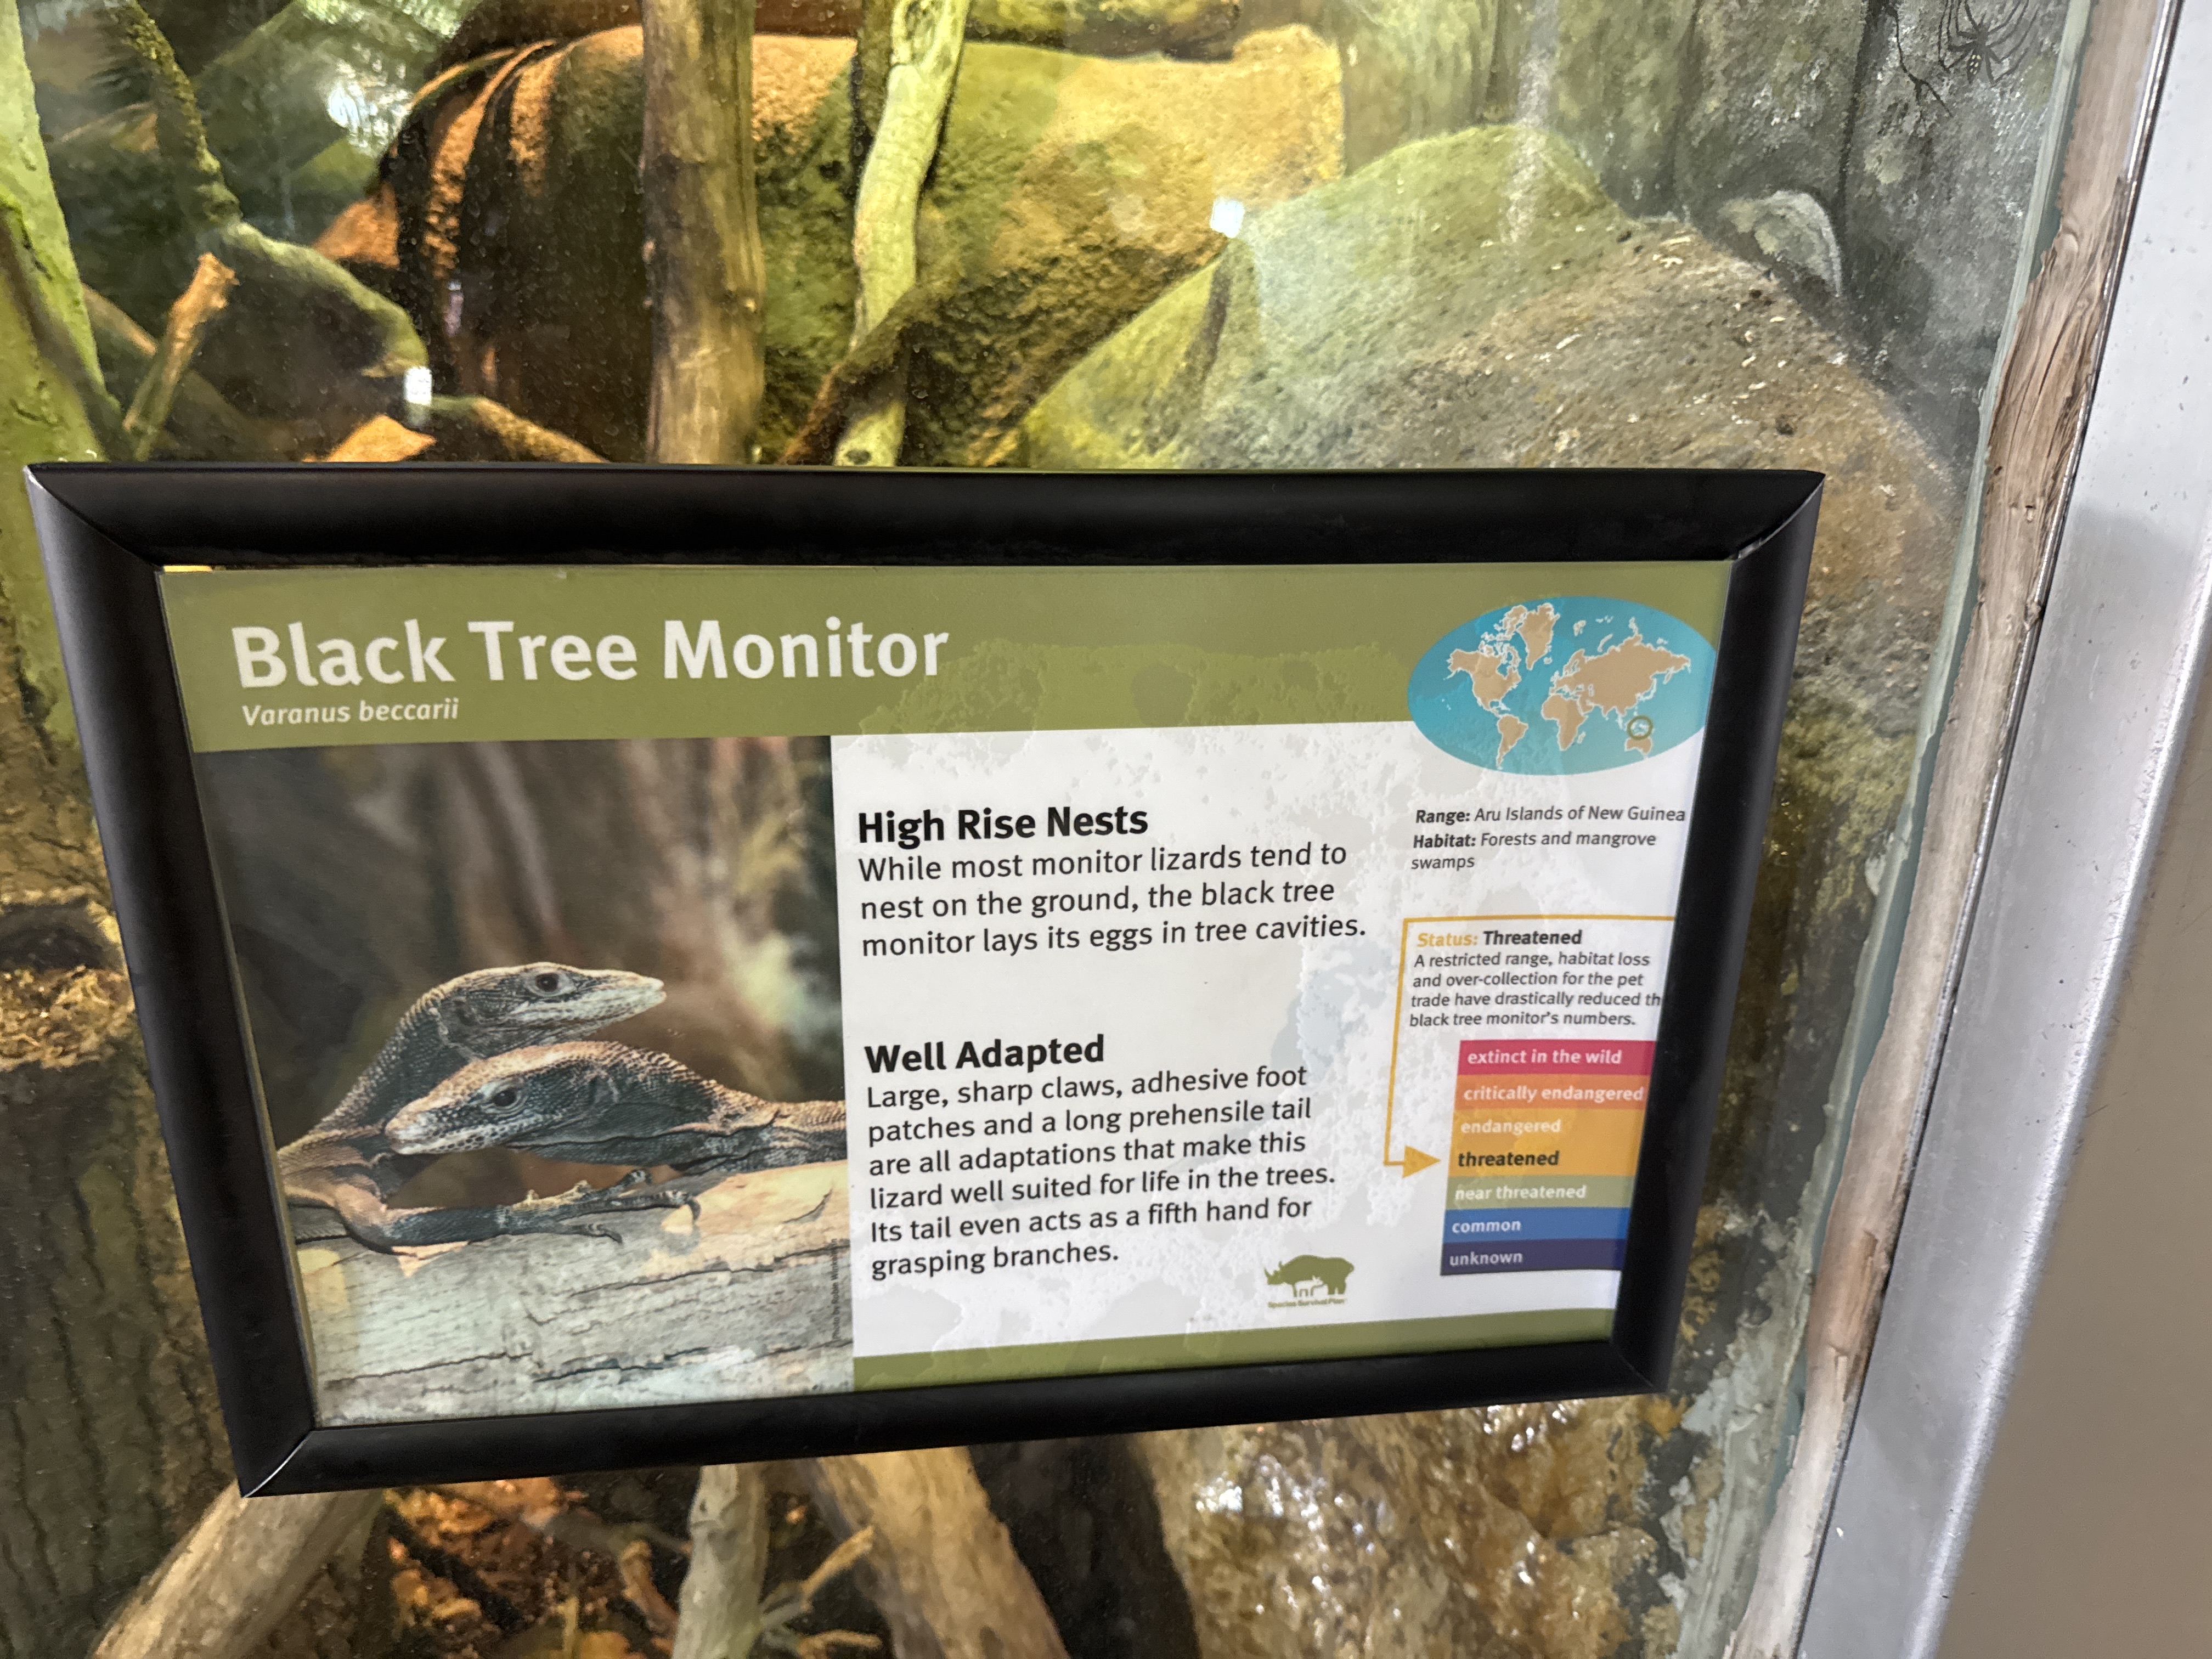 Black Tree Monitor
Varanus beccarii
High Rise Nests
While most monitor lizards tend to
nest on the ground, the black tree
monitor lays its eggs in tree cavities.
Well Adapted
Large, sharp claws, adhesive foot
patches and a long prehensile tail
are all adaptations that make this
lizard well suited for life in the trees.
Its tail even acts as a fifth hand for
grasping branches.
Species Survival Plan
Range: Aru Islands of New Guinea
Habitat: Forests and mangrove
swamps
Status: Threatened
A restricted range, habitat loss
and over-collection for the pet
trade have drastically reduced th
black tree monitor's numbers.
extinct in the wild
critically endangered
endangered
threatened
near threatened
common
unknown